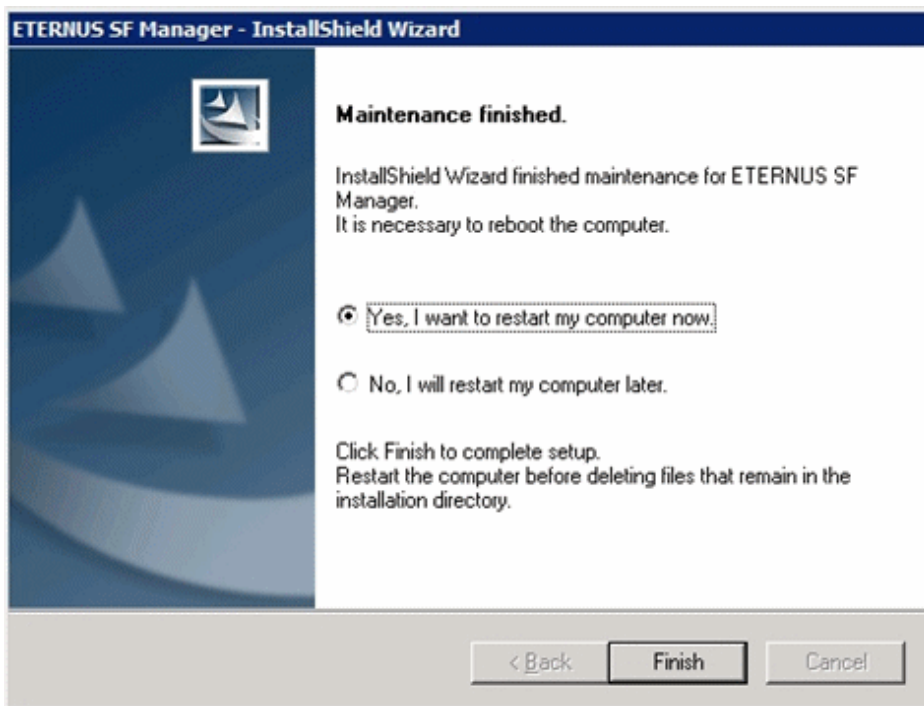 ETERNUS SF Manager - InstallShield Wizard
Maintenance finished.
InstallShield Wizard finished maintenance for ETERNUS SF
Manager.
It is necessary to reboot the computer.
Yes, I want to restart my computer now.
No, I will restart my computer later.
Click Finish to complete setup.
Restart the computer before deleting files that remain in the
installation directory.
< Back
Finish
Cancel